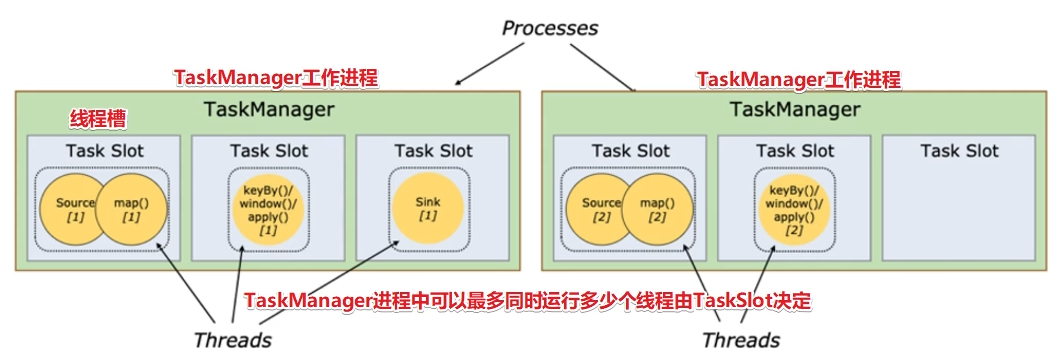 Processes
TaskManager工作进程
TaskManager工作进程
TaskManager
TaskManager
线程槽
Task Slot
Task Slot
Task Slot
Task Slot
Task Slot
Task Slot
Source
[1]
map()
[1]
keyBy()/
window()/
apply()
[1]
Sink
[1]
Source
[2]
map()
[2]
keyBy()/
window()/
apply()
[2]
TaskManager进程中可以最多同时运行多少个线程由TaskSlot决定
Threads
Threads